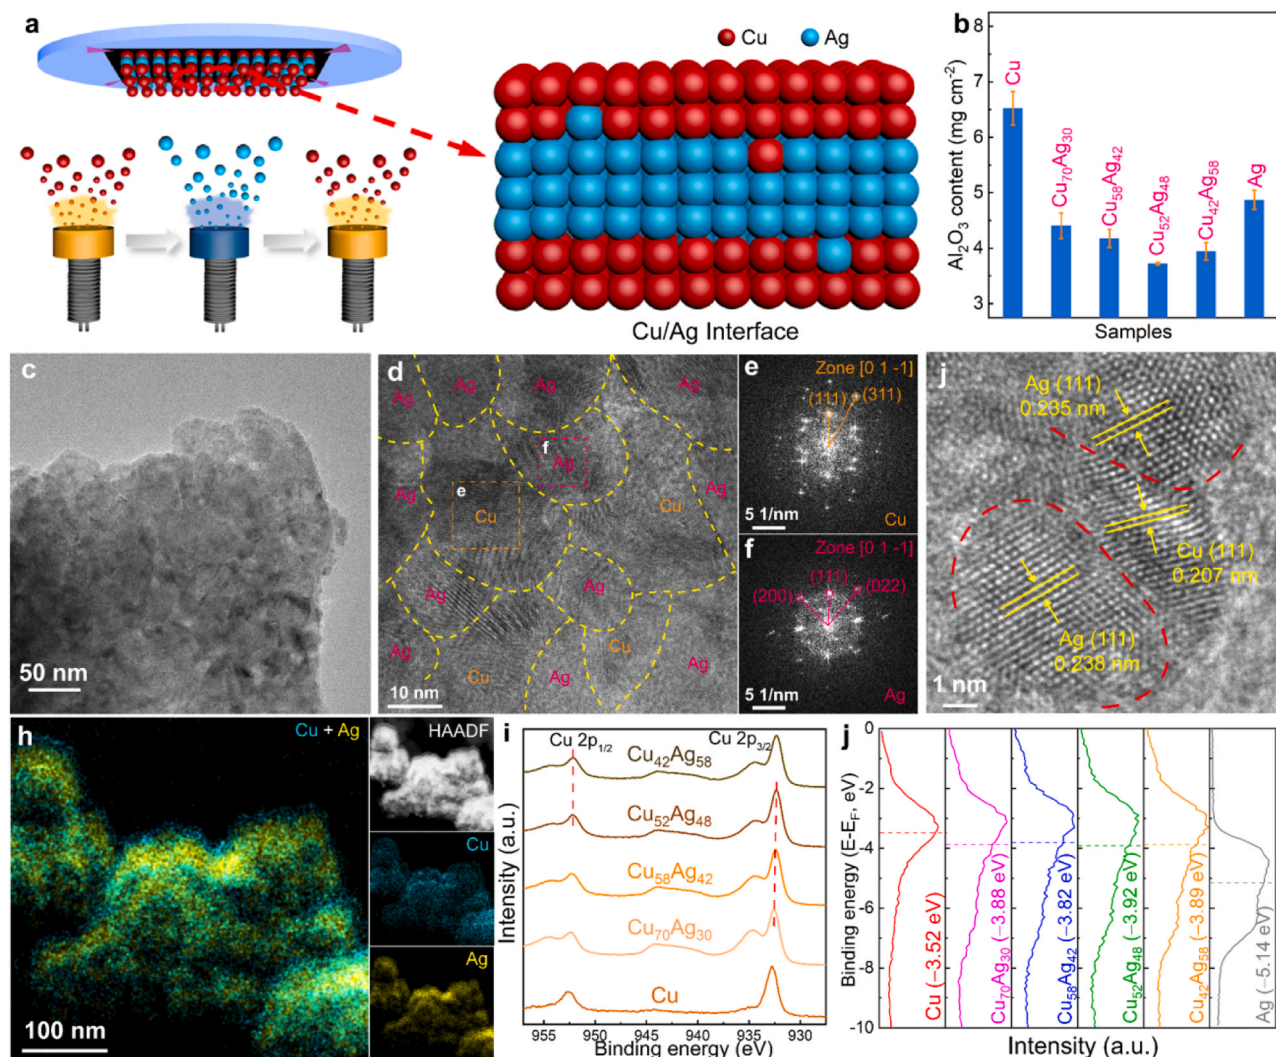 a
Cu
Ag
Cu/Ag Interface
b
Al₂O₃ content (mg cm⁻²)
7
6
5
4
3
Cu
Cu₇₀Ag₃₀
Cu₅₈Ag₄₂
Cu₅₂Ag₄₈
Cu₄₂Ag₅₈
Ag
Samples
c
50 nm
d
Ag
Ag
Ag
Ag
f
Ag
e
Cu
Ag
Cu
Ag
Ag
Ag
Ag
Cu
Ag
Cu
Ag
10 nm
e
Zone [0 1 -1]
(111)
(311)
5 1/nm
Cu
f
Zone [0 1 -1]
(200)
(111)
(022)
5 1/nm
Ag
j
Ag (111)
0.235 nm
Cu (111)
0.207 nm
Ag (111)
0.238 nm
1 nm
h
Cu + Ag
100 nm
HAADF
Cu
Ag
i
Cu 2p₁/₂
Cu 2p₃/₂
Cu₄₂Ag₅₈
Cu₅₂Ag₄₈
Cu₅₈Ag₄₂
Cu₇₀Ag₃₀
Cu
Intensity (a.u.)
955 950 945 940 935 930
Binding energy (eV)
j
Binding energy (E-E_F, eV)
0
-2
-4
-6
-8
-10
Cu (−3.52 eV)
Cu₇₀Ag₃₀ (−3.88 eV)
Cu₅₈Ag₄₂ (−3.82 eV)
Cu₅₂Ag₄₈ (−3.92 eV)
Cu₄₂Ag₅₈ (−3.89 eV)
Ag (−5.14 eV)
Intensity (a.u.)